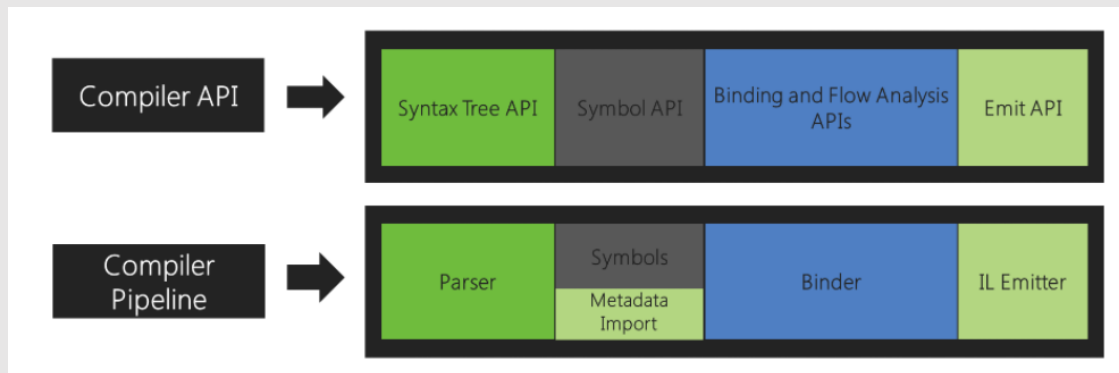 Compiler API
Syntax Tree API
Symbol API
Binding and Flow Analysis
APIs
Emit API
Compiler
Pipeline
Parser
Symbols
Metadata
Import
Binder
IL Emitter